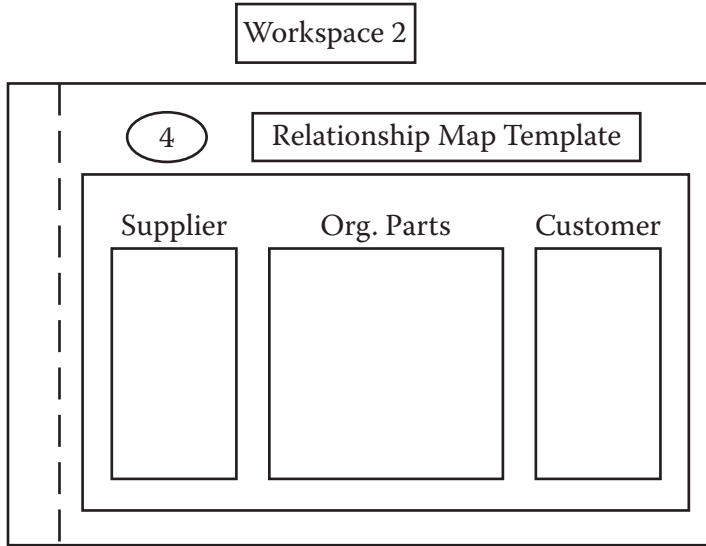 Workspace 2
4
Relationship Map Template
Supplier
Org. Parts
Customer